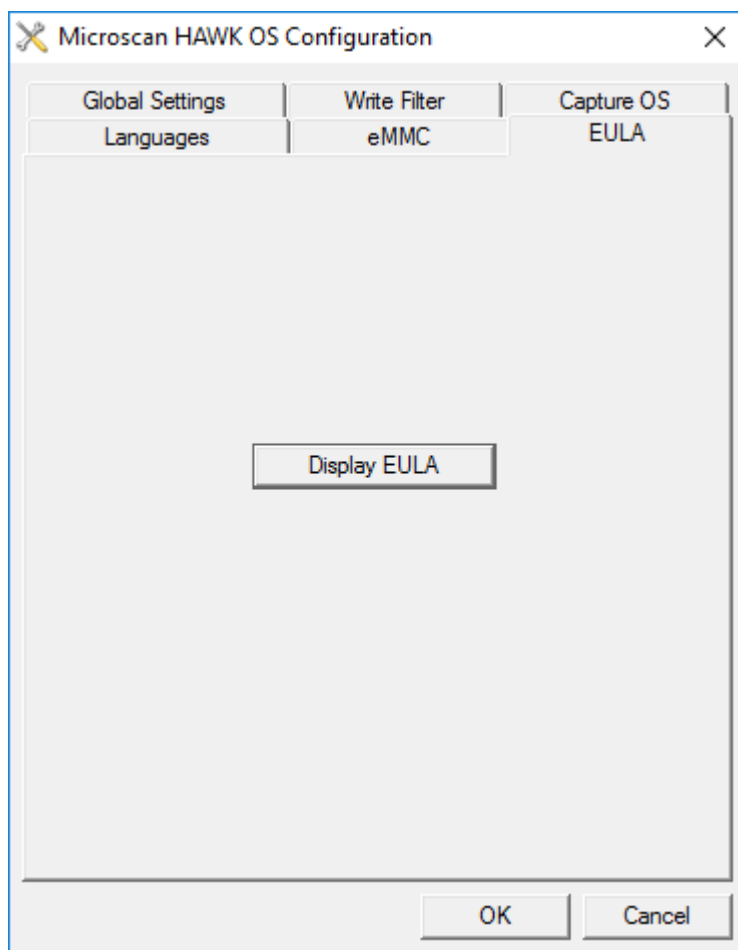 Microscan HAWK OS Configuration
Global Settings Write Filter Capture OS
Languages eMMC EULA
Display EULA
OK Cancel